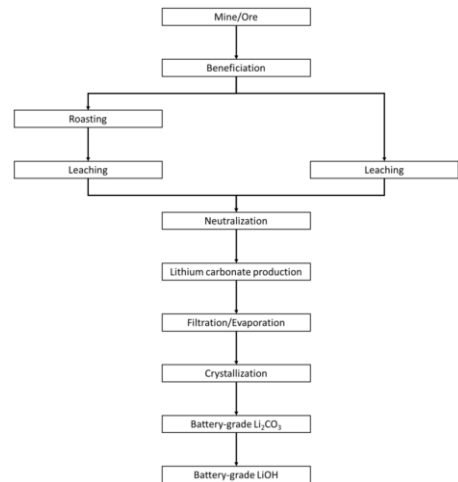 Mine/Ore
Beneficiation
Roasting
Leaching
Leaching
Neutralization
Lithium carbonate production
Filtration/Evaporation
Crystallization
Battery-grade Li₂CO₃
Battery-grade LiOH